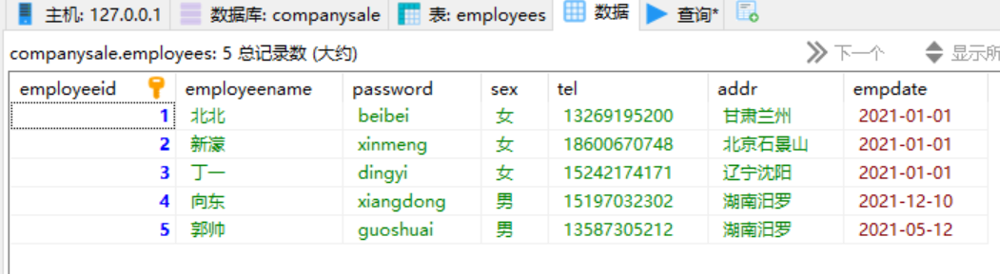 主机: 127.0.0.1 数据库: companysale 表: employees 数据 查询*
companysale.employees: 5 总记录数 (大约) 下一个 显示所
employeeid employeename password sex tel addr empdate
1 北北 beibei 女 13269195200 甘肃兰州 2021-01-01
2 新濛 xinmeng 女 18600670748 北京石景山 2021-01-01
3 丁一 dingyi 女 15242174171 辽宁沈阳 2021-01-01
4 向东 xiangdong 男 15197032302 湖南汨罗 2021-12-10
5 郭帅 guoshuai 男 13587305212 湖南汨罗 2021-05-12